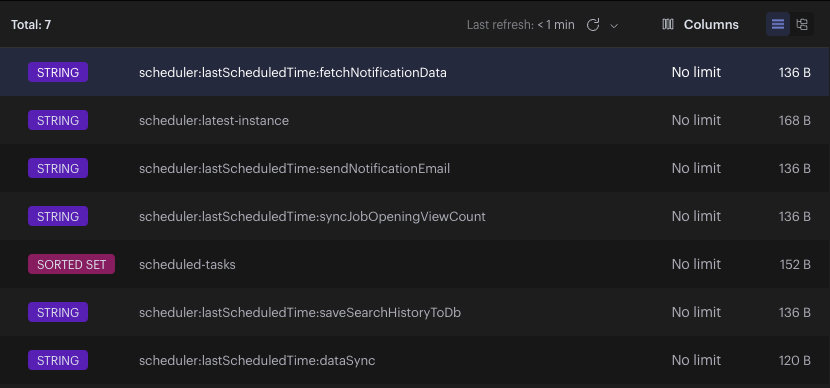 Total: 7 Last refresh: < 1 min Columns
STRING scheduler:lastScheduledTime:fetchNotificationData No limit 136 B
STRING scheduler:latest-instance No limit 168 B
STRING scheduler:lastScheduledTime:sendNotificationEmail No limit 136 B
STRING scheduler:lastScheduledTime:syncJobOpeningViewCount No limit 136 B
SORTED SET scheduled-tasks No limit 152 B
STRING scheduler:lastScheduledTime:saveSearchHistoryToDb No limit 136 B
STRING scheduler:lastScheduledTime:dataSync No limit 120 B